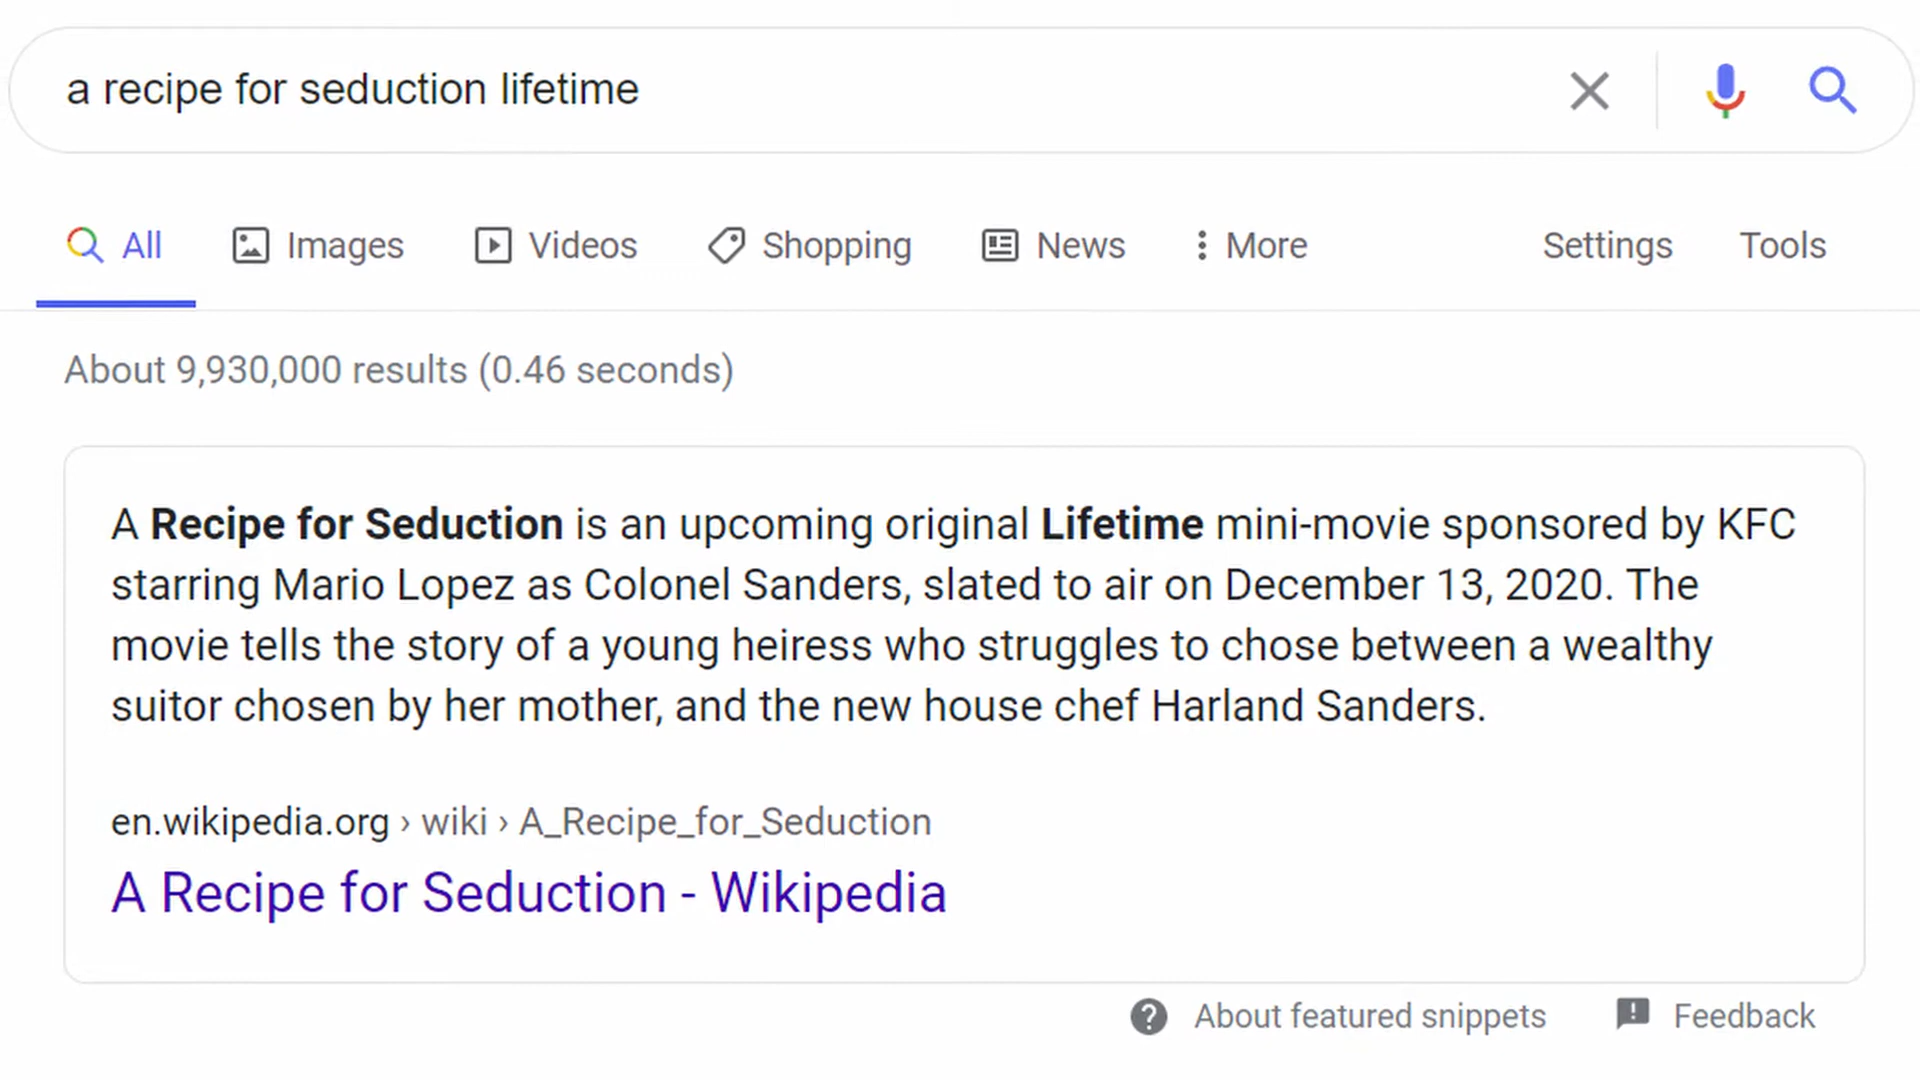 a recipe for seduction lifetime
All Images Videos Shopping News More Settings Tools
About 9,930,000 results (0.46 seconds)
A Recipe for Seduction is an upcoming original Lifetime mini-movie sponsored by KFC
starring Mario Lopez as Colonel Sanders, slated to air on December 13, 2020. The
movie tells the story of a young heiress who struggles to chose between a wealthy
suitor chosen by her mother, and the new house chef Harland Sanders.
en.wikipedia.org › wiki › A_Recipe_for_Seduction
A Recipe for Seduction - Wikipedia
About featured snippets Feedback